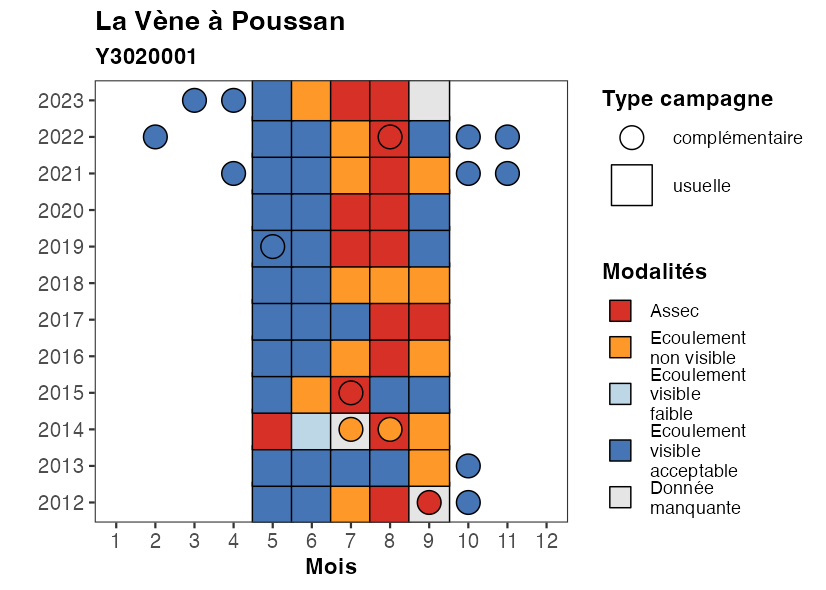 La Vène à Poussan
Y3020001
2023
2022
2021
2020
2019
2018
2017
2016
2015
2014
2013
2012
1 2 3 4 5 6 7 8 9 10 11 12
Mois
Type campagne
complémentaire
usuelle
Modalités
Assec
Ecoulement
non visible
Ecoulement
visible
faible
Ecoulement
visible
acceptable
Donnée
manquante